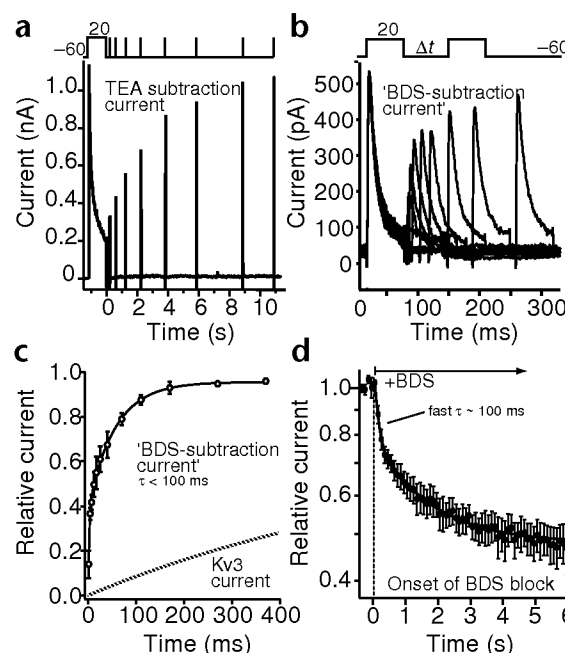 a
20
-60
TEA subtraction
current
Current (nA)
1.0
0.8
0.6
0.4
0.2
0
0 2 4 6 8 10
Time (s)
b
20
Δt
-60
'BDS-subtraction
current'
Current (pA)
500
400
300
200
100
0
0 100 200 300
Time (ms)
c
Relative current
1.0
0.8
0.6
0.4
0.2
0.0
'BDS-subtraction
current'
τ < 100 ms
Kv3
current
0 100 200 300 400
Time (ms)
d
Relative current
1.0
0.8
0.6
0.4
+BDS
fast τ ~ 100 ms
Onset of BDS block
0 1 2 3 4 5 6
Time (s)